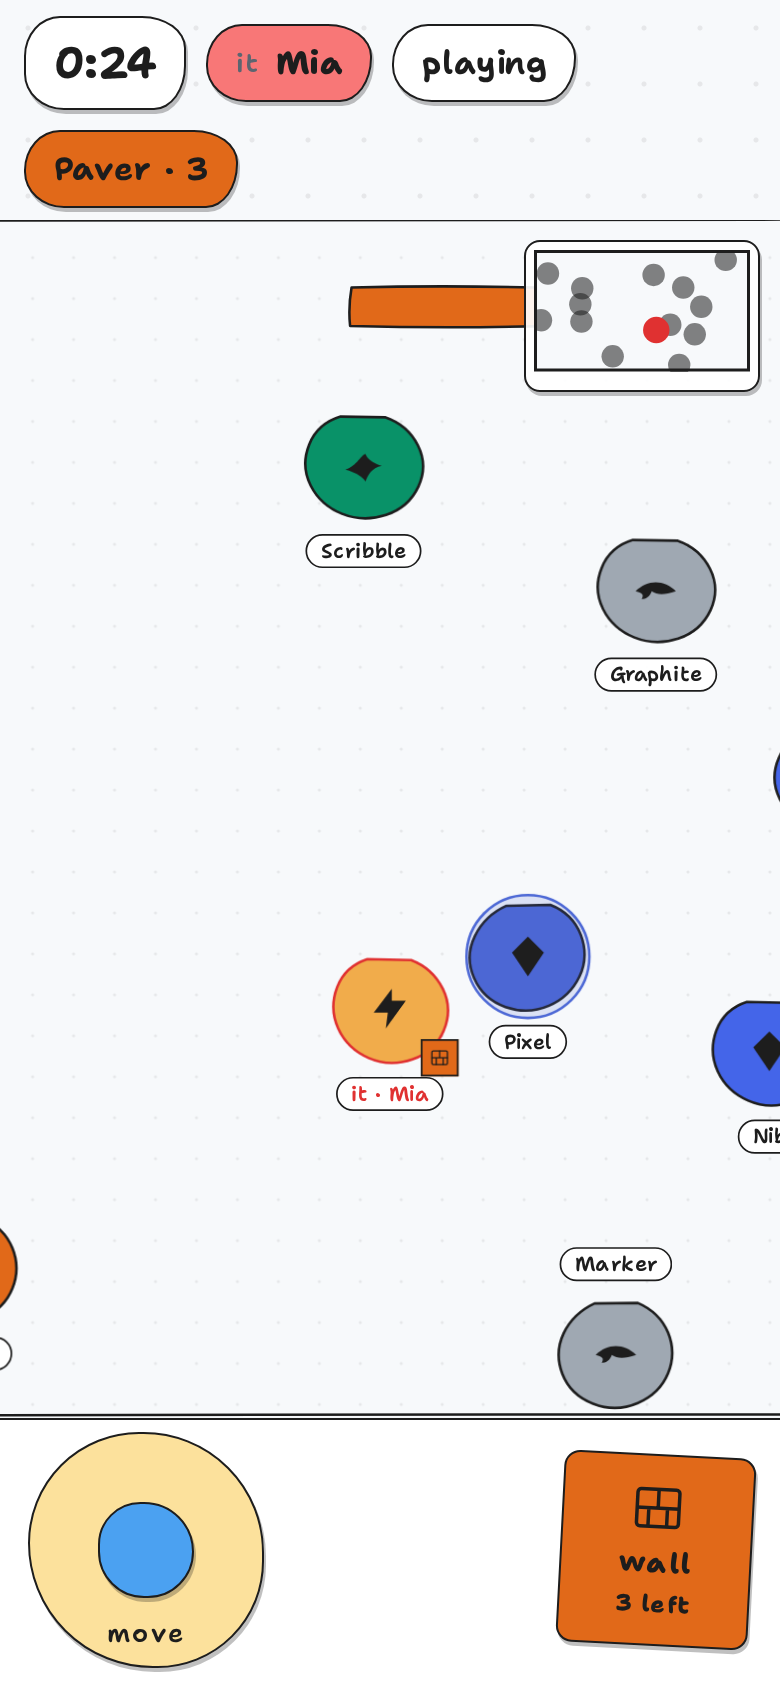 0:24
it Mia
playing
Paver · 3
Scribble
Graphite
Pixel
it · Mia
Marker
wall
3 left
move